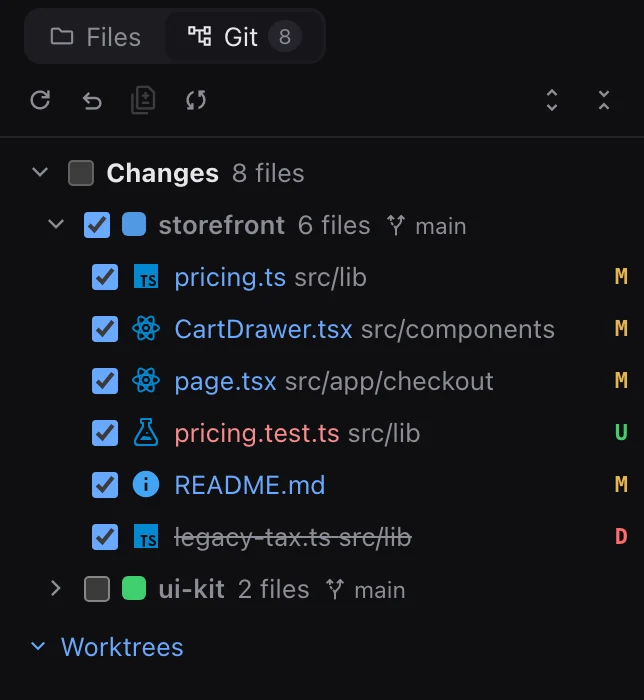 Files Git 8
Changes 8 files
storefront 6 files main
TS pricing.ts src/lib M
CartDrawer.tsx src/components M
page.tsx src/app/checkout M
pricing.test.ts src/lib U
README.md M
TS legacy-tax.ts src/lib D
ui-kit 2 files main
Worktrees